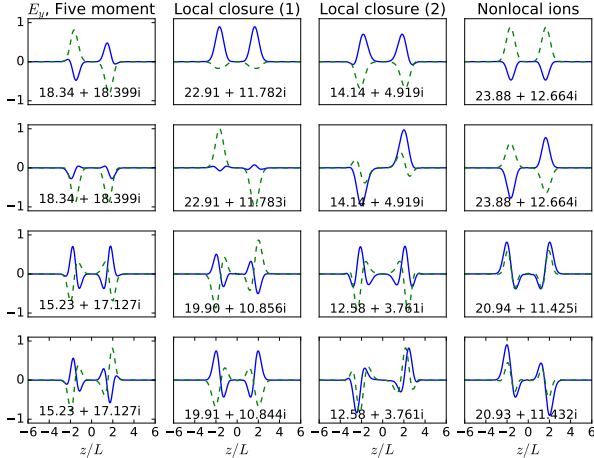 E_y, Five moment Local closure (1) Local closure (2) Nonlocal ions
1
0
−1
18.34 + 18.399i 22.91 + 11.782i 14.14 + 4.919i 23.88 + 12.664i
1
0
−1
18.34 + 18.399i 22.91 + 11.783i 14.14 + 4.919i 23.88 + 12.664i
1
0
−1
15.23 + 17.127i 19.90 + 10.856i 12.58 + 3.761i 20.94 + 11.425i
1
0
−1
15.23 + 17.127i 19.91 + 10.844i 12.58 + 3.761i 20.93 + 11.432i
−6 −4 −2 0 2 4 6 −4 −2 0 2 4 6 −4 −2 0 2 4 6 −4 −2 0 2 4 6
z/L z/L z/L z/L